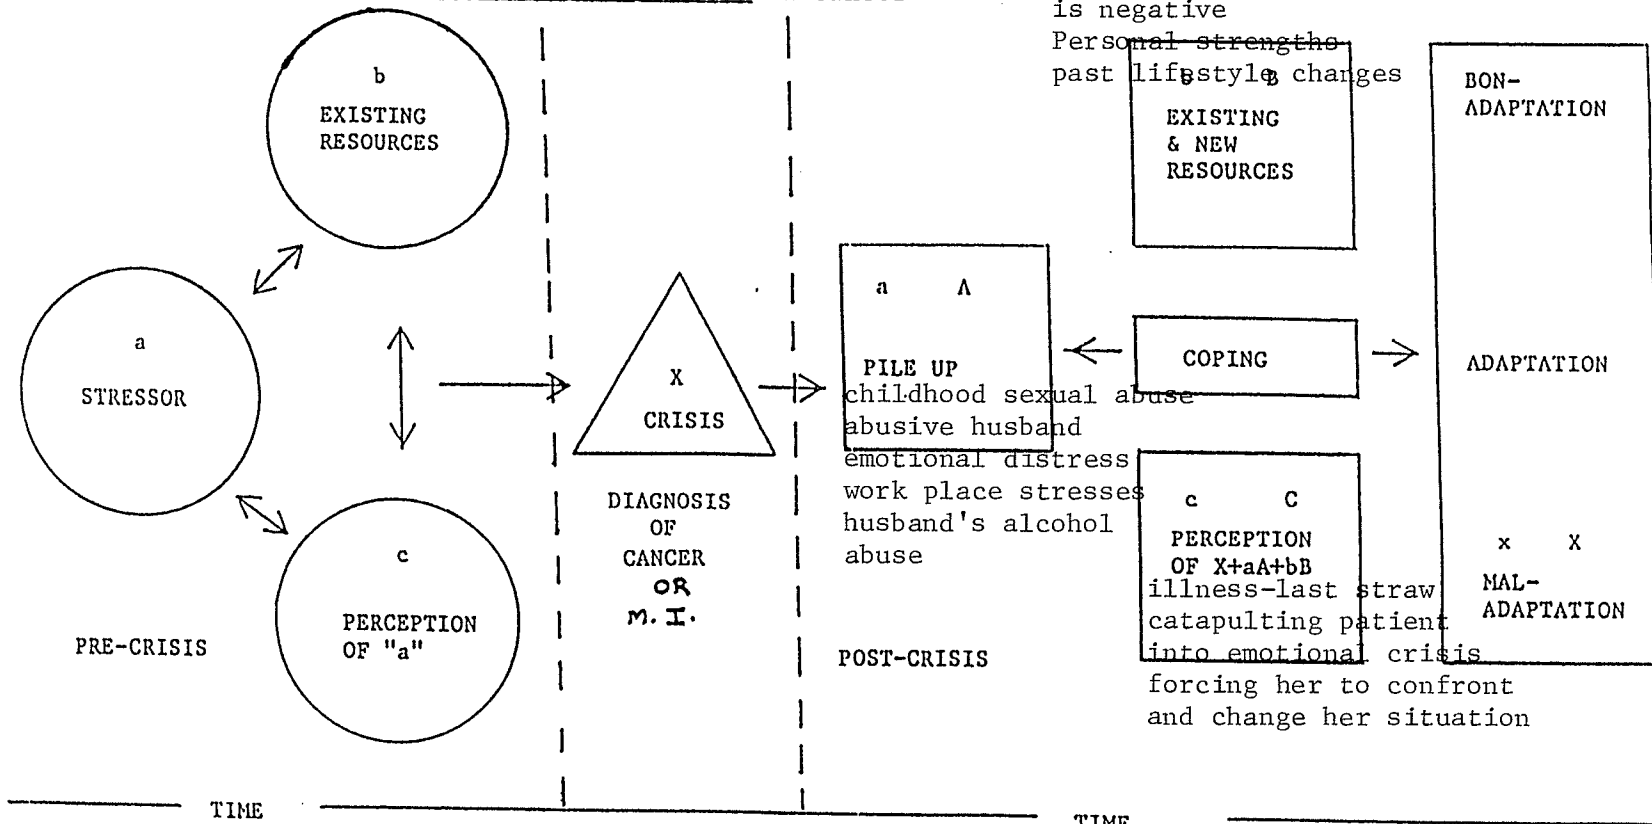 is negative
Personal strengths
past lifestyle changes
b
EXISTING
RESOURCES
b B
EXISTING
& NEW
RESOURCES
BON-
ADAPTATION
a
STRESSOR
X
CRISIS
a A
PILE UP
childhood sexual abuse
abusive husband
emotional distress
work place stresses
husband's alcohol
abuse
COPING
ADAPTATION
DIAGNOSIS
OF
CANCER
OR
M.I.
c
PERCEPTION
OF "a"
c C
PERCEPTION
OF X+aA+bB
illness-last straw
catapulting patient
into emotional crisis
forcing her to confront
and change her situation
x X
MAL-
ADAPTATION
PRE-CRISIS
POST-CRISIS
TIME
TIME